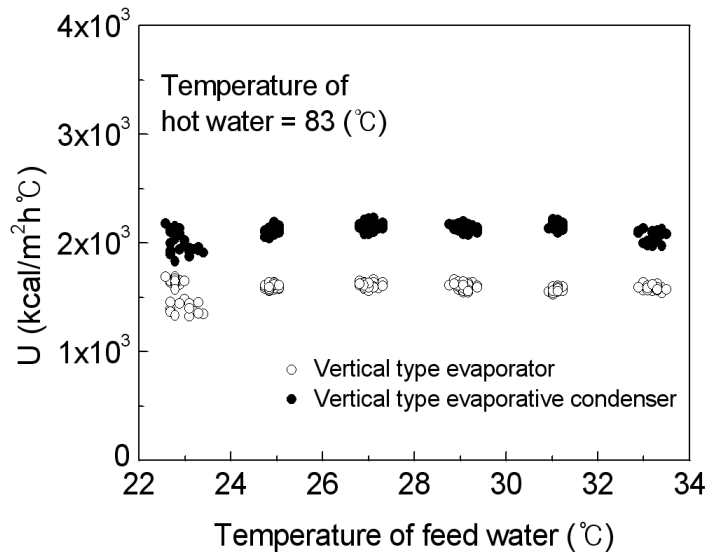 4x10³
Temperature of
hot water = 83 (℃)
3x10³
U (kcal/m²h℃)
2x10³
1x10³
○ Vertical type evaporator
● Vertical type evaporative condenser
0
22 24 26 28 30 32 34
Temperature of feed water (℃)